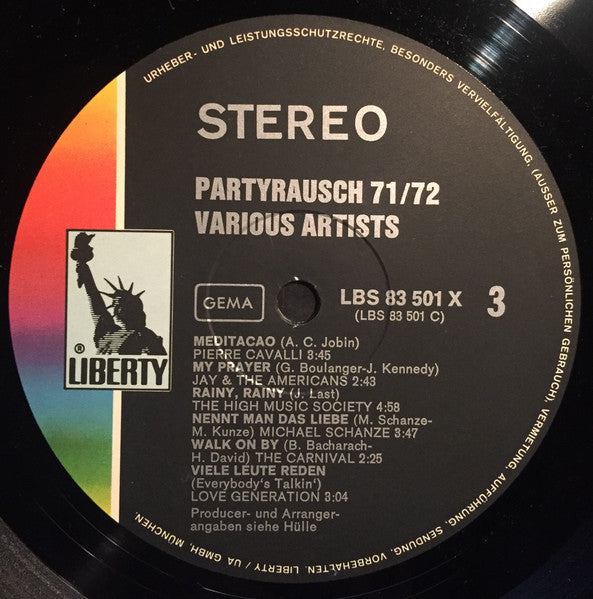 URHEBER- UND LEISTUNGSSCHUTZRECHTE, BESONDERS VERVIELFÄLTIGUNG, (AUSSER ZUM PERSÖNLICHEN GEBRAUCH), VERMIETUNG, AUFFÜHRUNG, SENDUNG, VORBEHALTEN. LIBERTY / UA GMBH, MÜNCHEN.
STEREO
PARTYRAUSCH 71/72
VARIOUS ARTISTS
GEMA
LBS 83 501 X 3
(LBS 83 501 C)
® LIBERTY
MEDITACAO (A. C. Jobin)
PIERRE CAVALLI 3:45
MY PRAYER (G. Boulanger-J. Kennedy)
JAY & THE AMERICANS 2:43
RAINY, RAINY (J. Last)
THE HIGH MUSIC SOCIETY 4:58
NENNT MAN DAS LIEBE (M. Schanze-
M. Kunze) MICHAEL SCHANZE 3:47
WALK ON BY (B. Bacharach-
H. David) THE CARNIVAL 2:25
VIELE LEUTE REDEN
(Everybody's Talkin')
LOVE GENERATION 3:04
Producer- und Arranger-
angaben siehe Hülle